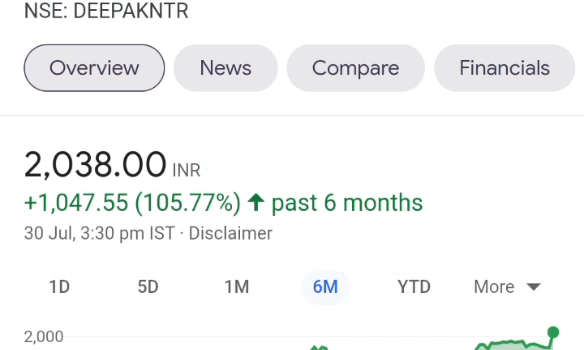 NSE: DEEPAKNTR
Overview News Compare Financials
2,038.00 INR
+1,047.55 (105.77%) ↑ past 6 months
30 Jul, 3:30 pm IST · Disclaimer
1D 5D 1M 6M YTD More
2,000